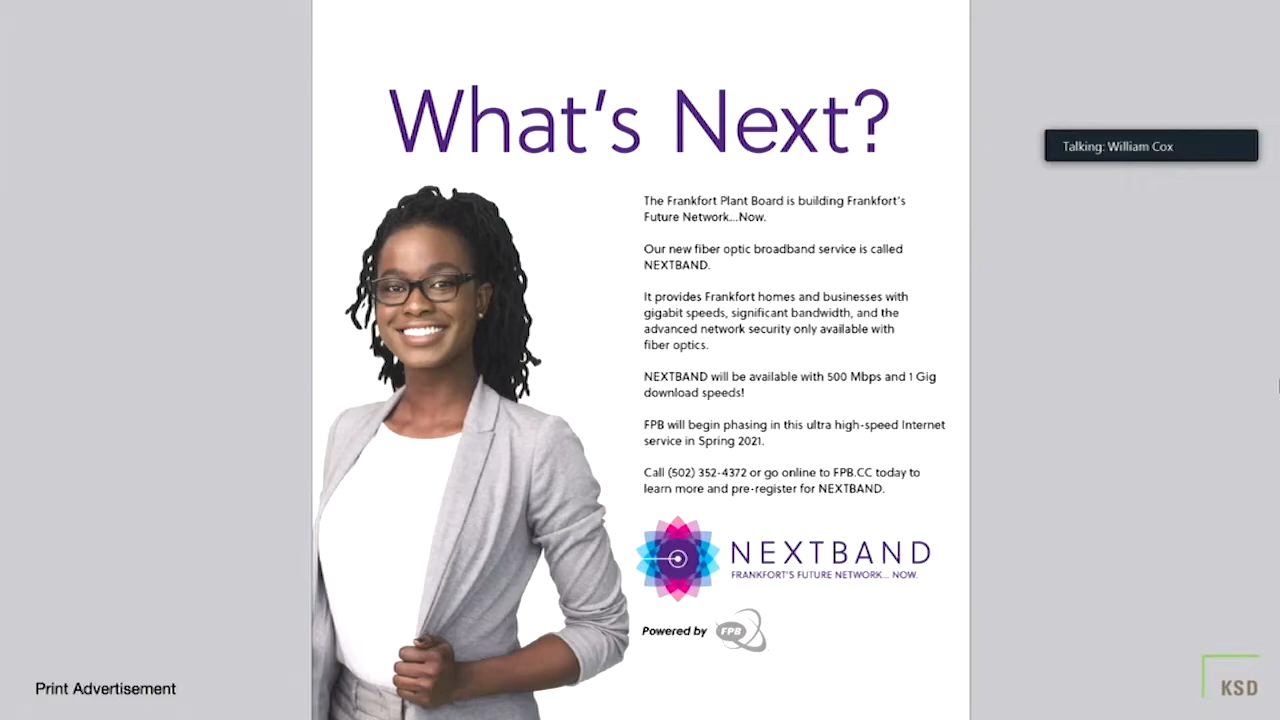 What's Next?
Talking: William Cox
The Frankfort Plant Board is building Frankfort's
Future Network...Now.
Our new fiber optic broadband service is called
NEXTBAND.
It provides Frankfort homes and businesses with
gigabit speeds, significant bandwidth, and the
advanced network security only available with
fiber optics.
NEXTBAND will be available with 500 Mbps and 1 Gig
download speeds!
FPB will begin phasing in this ultra high-speed Internet
service in Spring 2021.
Call (502) 352-4372 or go online to FPB.CC today to
learn more and pre-register for NEXTBAND.
NEXTBAND
FRANKFORT'S FUTURE NETWORK... NOW.
Powered by FPB
Print Advertisement
KSD